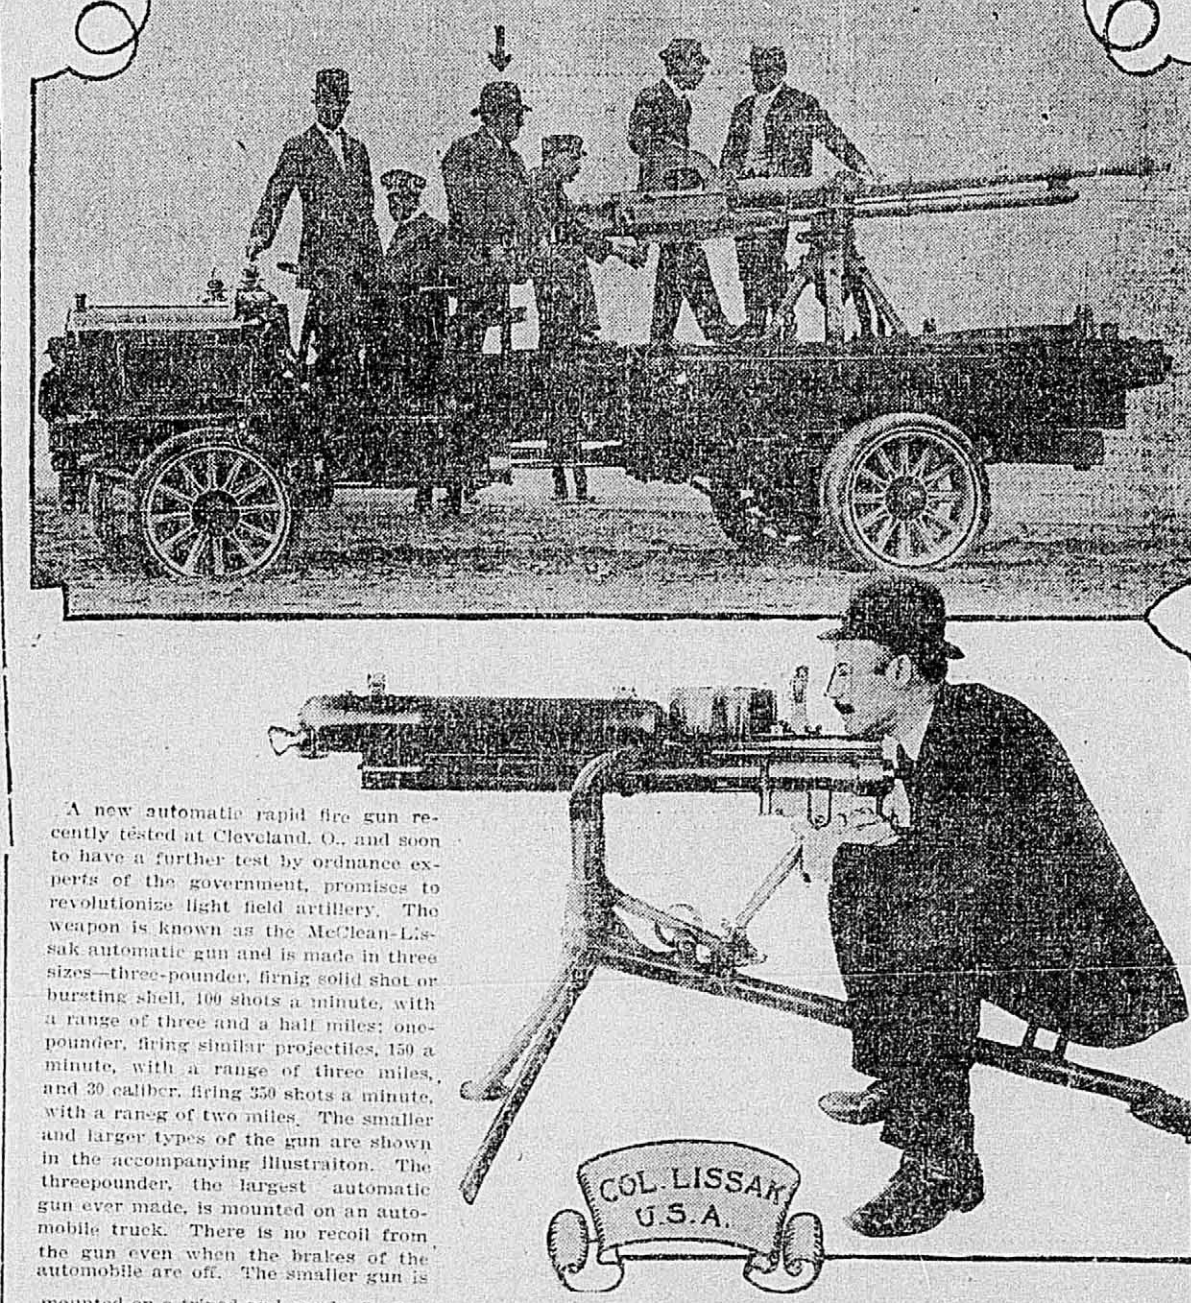 A new automatic rapid fire gun re-
cently tested at Cleveland, O., and soon
to have a further test by ordnance ex-
perts of the government, promises to
revolutionize light field artillery. The
weapon is known as the McClean-Lis-
sak automatic gun and is made in three
sizes—three-pounder, firnig solid shot or
bursting shell, 100 shots a minute, with
a range of three and a half miles; one-
pounder, firing similar projectiles, 150 a
minute, with a range of three miles,
and 30 caliber, firing 350 shots a minute,
with a raneg of two miles. The smaller
and larger types of the gun are shown
in the accompanying illustraiton. The
threepounder, the largest automatic
gun ever made, is mounted on an auto-
mobile truck. There is no recoil from
the gun even when the brakes of the
automobile are off. The smaller gun is
mounted on a tripod
COL. LISSAK
U.S.A.